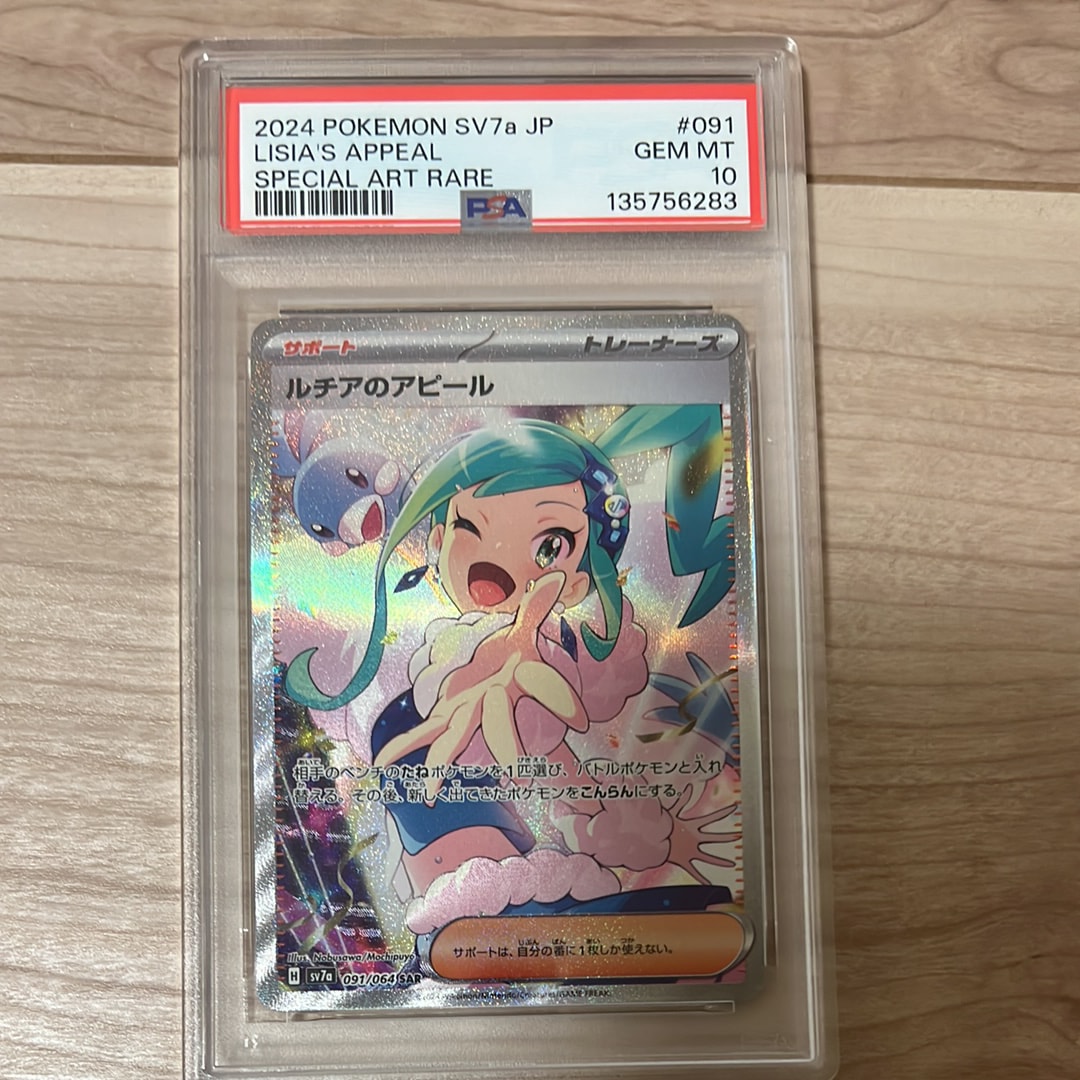 2024 POKEMON SV7a JP #091
LISIA'S APPEAL GEM MT
SPECIAL ART RARE 10
PSA 135756283
サポート トレーナーズ
ルチアのアピール
相手のベンチのたねポケモンを1匹選び、バトルポケモンと入れ
替える。その後、新しく出てきたポケモンをこんらんにする。
サポートは、自分の番に1枚しか使えない。
Illus. Nobusawa/Mochipuyo
H sv7a 091/064 SAR